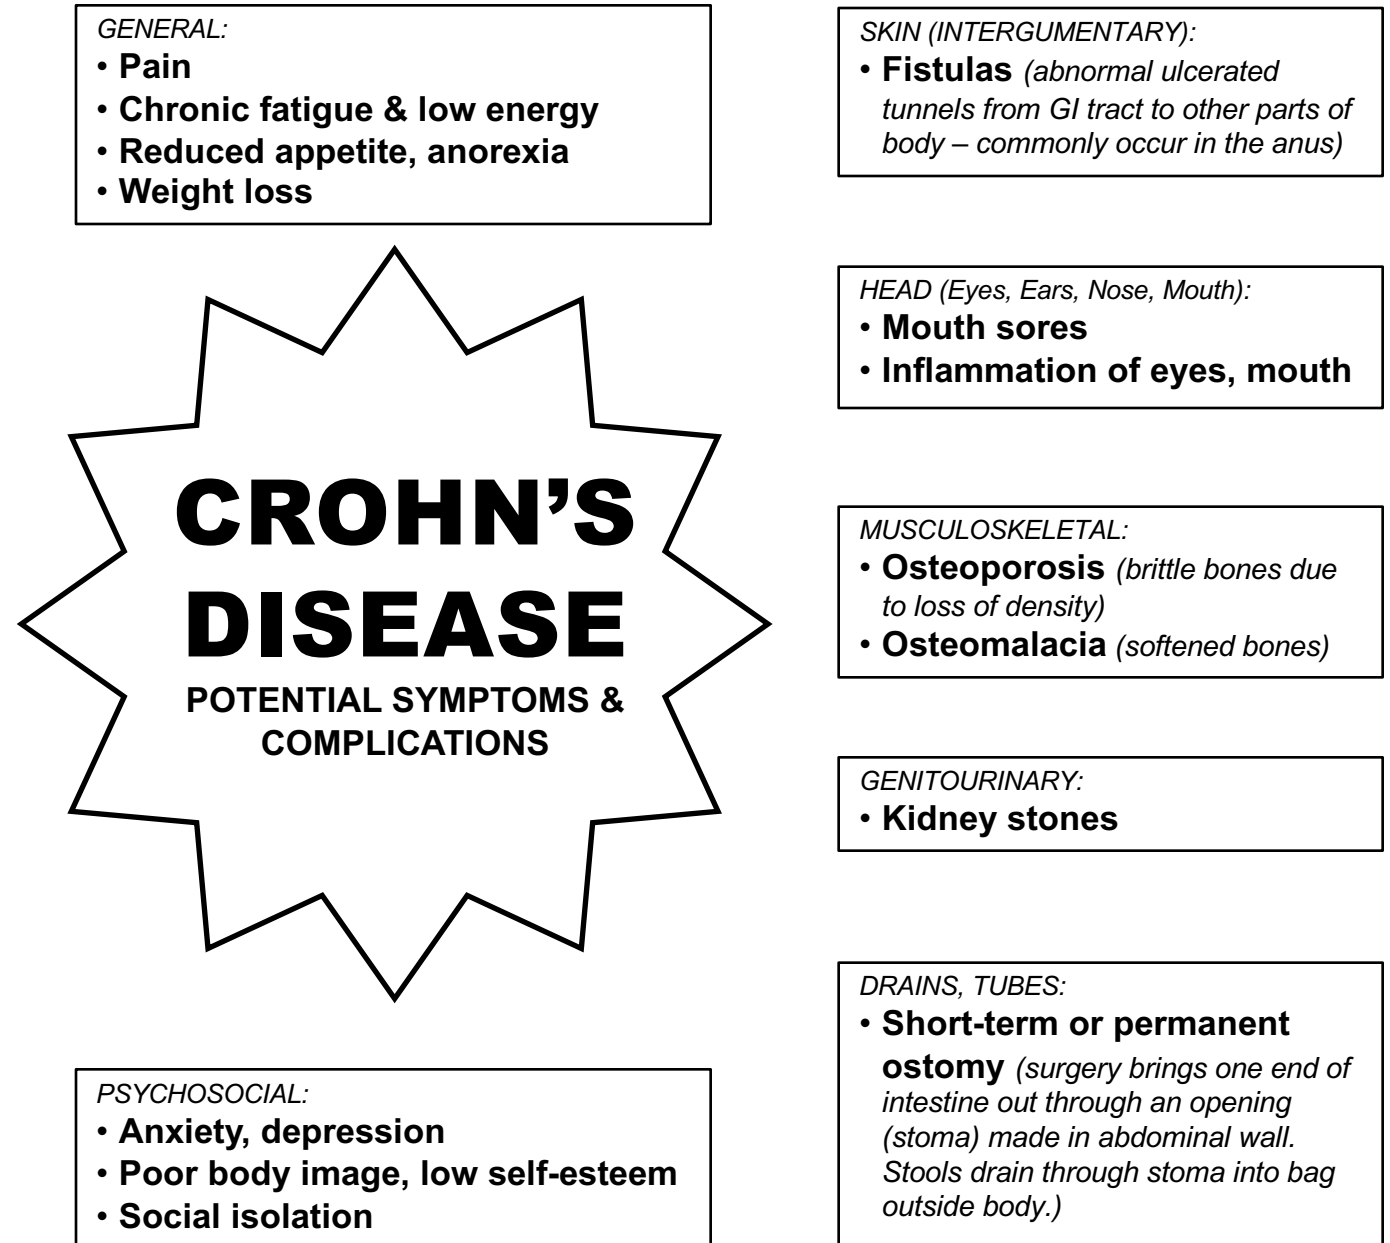 GENERAL:
• Pain
• Chronic fatigue & low energy
• Reduced appetite, anorexia
• Weight loss
CROHN’S
DISEASE
POTENTIAL SYMPTOMS &
COMPLICATIONS
PSYCHOSOCIAL:
• Anxiety, depression
• Poor body image, low self-esteem
• Social isolation
SKIN (INTERGUMENTARY):
• Fistulas (abnormal ulcerated
tunnels from GI tract to other parts of
body – commonly occur in the anus)
HEAD (Eyes, Ears, Nose, Mouth):
• Mouth sores
• Inflammation of eyes, mouth
MUSCULOSKELETAL:
• Osteoporosis (brittle bones due
to loss of density)
• Osteomalacia (softened bones)
GENITOURINARY:
• Kidney stones
DRAINS, TUBES:
• Short-term or permanent
ostomy (surgery brings one end of
intestine out through an opening
(stoma) made in abdominal wall.
Stools drain through stoma into bag
outside body.)